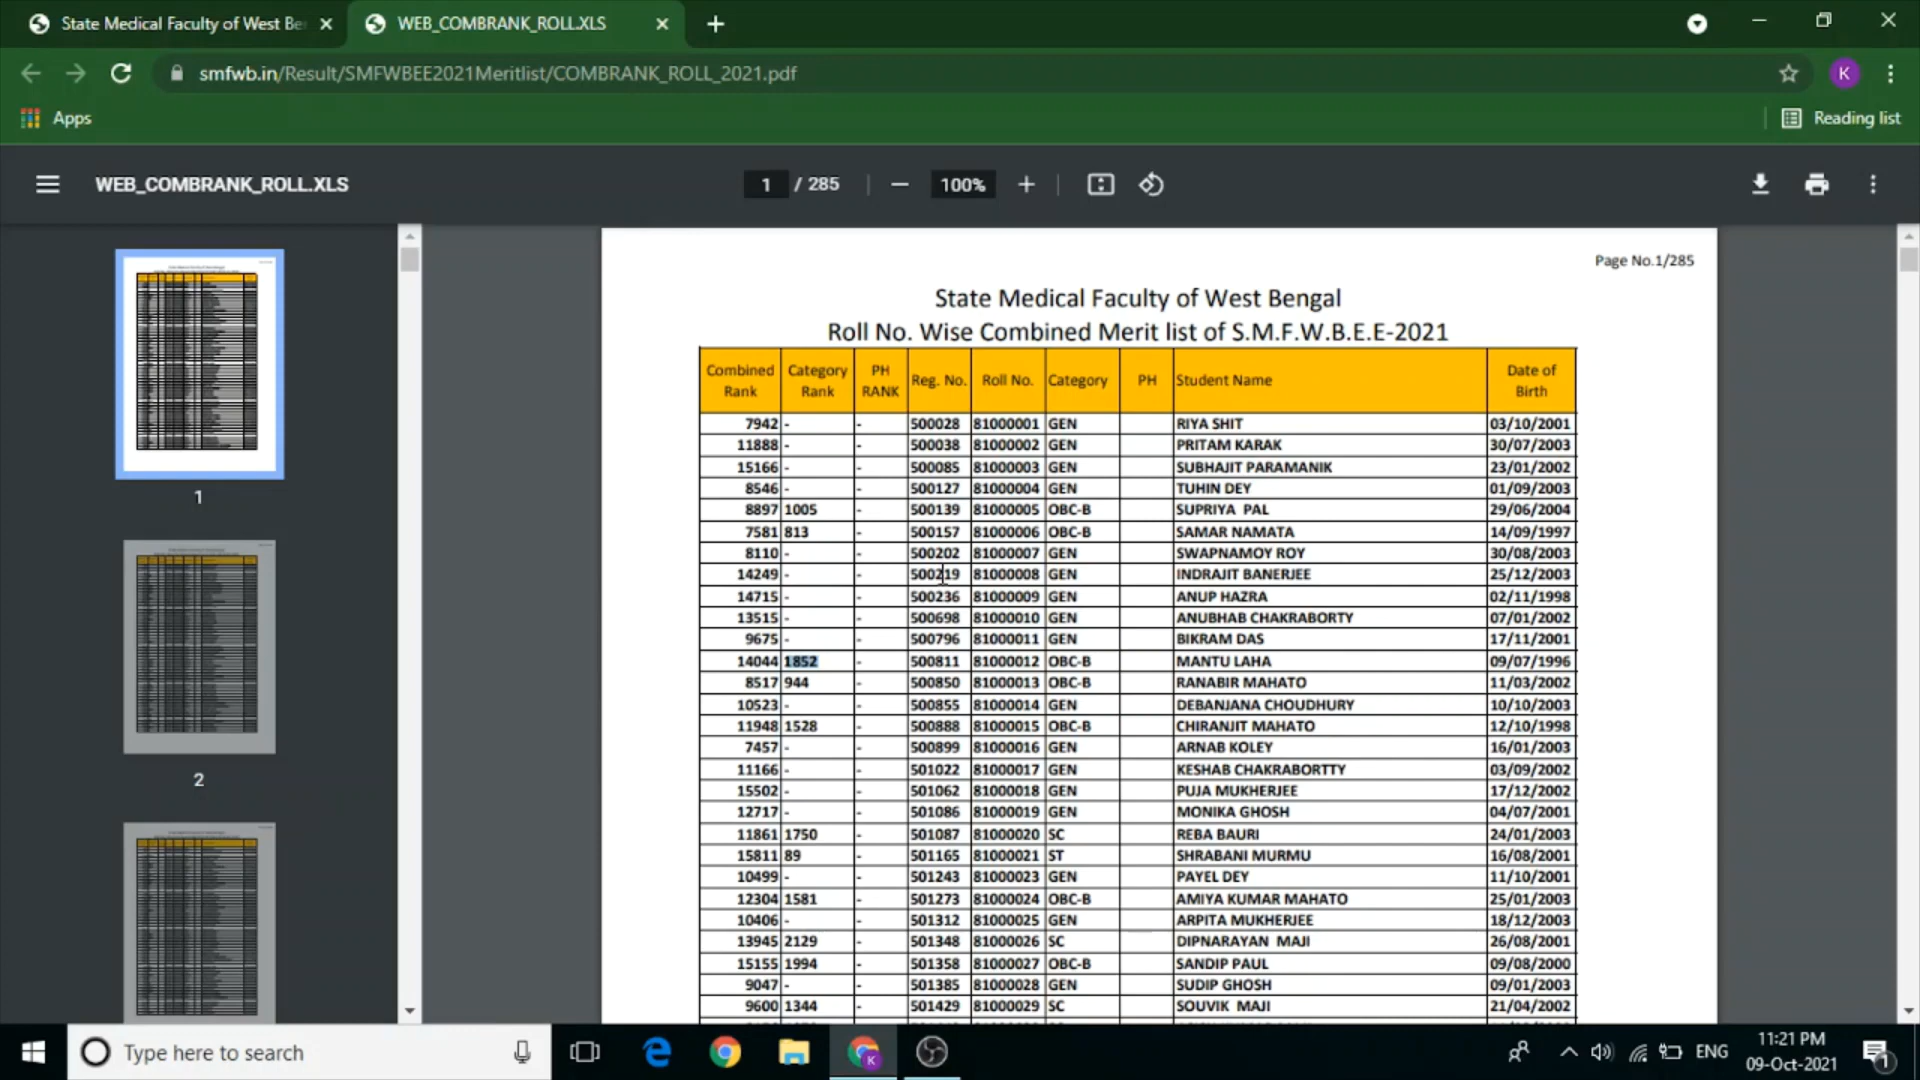 State Medical Faculty of West Be
WEB_COMBRANK_ROLL.XLS
smfwb.in/Result/SMFWBEE2021Meritlist/COMBRANK_ROLL_2021.pdf
K
Apps
Reading list
WEB_COMBRANK_ROLL.XLS
1 / 285
100%
Page No.1/285
State Medical Faculty of West Bengal
Roll No. Wise Combined Merit list of S.M.F.W.B.E.E-2021
Combined Rank Category Rank PH RANK Reg. No. Roll No. Category PH Student Name Date of Birth
7942 - - 500028 81000001 GEN RIYA SHIT 03/10/2001
11888 - - 500038 81000002 GEN PRITAM KARAK 30/07/2003
15166 - - 500085 81000003 GEN SUBHAJIT PARAMANIK 23/01/2002
8546 - - 500127 81000004 GEN TUHIN DEY 01/09/2003
8897 1005 - 500139 81000005 OBC-B SUPRIYA PAL 29/06/2004
7581 813 - 500157 81000006 OBC-B SAMAR NAMATA 14/09/1997
8110 - - 500202 81000007 GEN SWAPNAMOY ROY 30/08/2003
14249 - - 500219 81000008 GEN INDRAJIT BANERJEE 25/12/2003
14715 - - 500236 81000009 GEN ANUP HAZRA 02/11/1998
13515 - - 500698 81000010 GEN ANUBHAB CHAKRABORTY 07/01/2002
9675 - - 500796 81000011 GEN BIKRAM DAS 17/11/2001
14044 1852 - 500811 81000012 OBC-B MANTU LAHA 09/07/1996
8517 944 - 500850 81000013 OBC-B RANABIR MAHATO 11/03/2002
10523 - - 500855 81000014 GEN DEBANJANA CHOUDHURY 10/10/2003
11948 1528 - 500888 81000015 OBC-B CHIRANJIT MAHATO 12/10/1998
7457 - - 500899 81000016 GEN ARNAB KOLEY 16/01/2003
11166 - - 501022 81000017 GEN KESHAB CHAKRABORTTY 03/09/2002
15502 - - 501062 81000018 GEN PUJA MUKHERJEE 17/12/2002
12717 - - 501086 81000019 GEN MONIKA GHOSH 04/07/2001
11861 1750 - 501087 81000020 SC REBA BAURI 24/01/2003
15811 89 - 501165 81000021 ST SHRABANI MURMU 16/08/2001
10499 - - 501243 81000023 GEN PAYEL DEY 11/10/2001
12304 1581 - 501273 81000024 OBC-B AMIYA KUMAR MAHATO 25/01/2003
10406 - - 501312 81000025 GEN ARPITA MUKHERJEE 18/12/2003
13945 2129 - 501348 81000026 SC DIPNARAYAN MAJI 26/08/2001
15155 1994 - 501358 81000027 OBC-B SANDIP PAUL 09/08/2000
9047 - - 501385 81000028 GEN SUDIP GHOSH 09/01/2003
9600 1344 - 501429 81000029 SC SOUVIK MAJI 21/04/2002
1
2
Type here to search
K
ENG
11:21 PM
09-Oct-2021
1